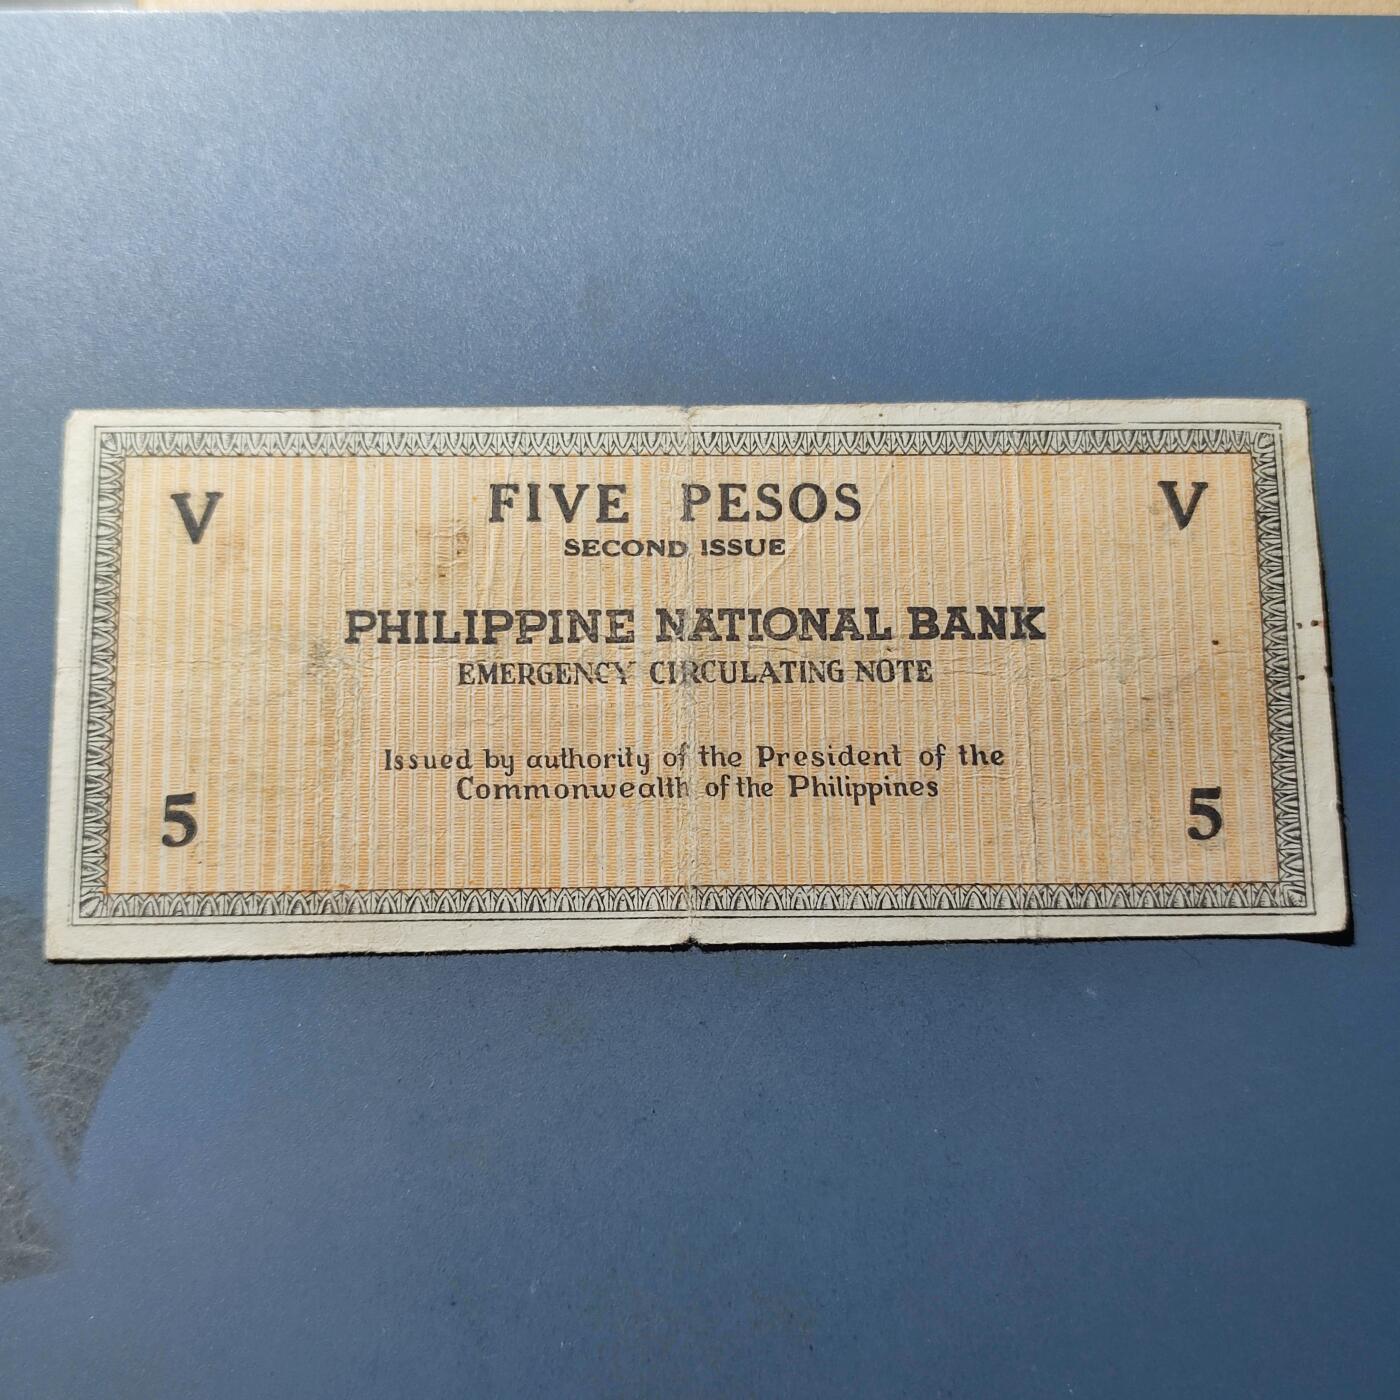 V FIVE PESOS V
SECOND ISSUE
PHILIPPINE NATIONAL BANK
EMERGENCY CIRCULATING NOTE
Issued by authority of the President of the
Commonwealth of the Philippines
5 5